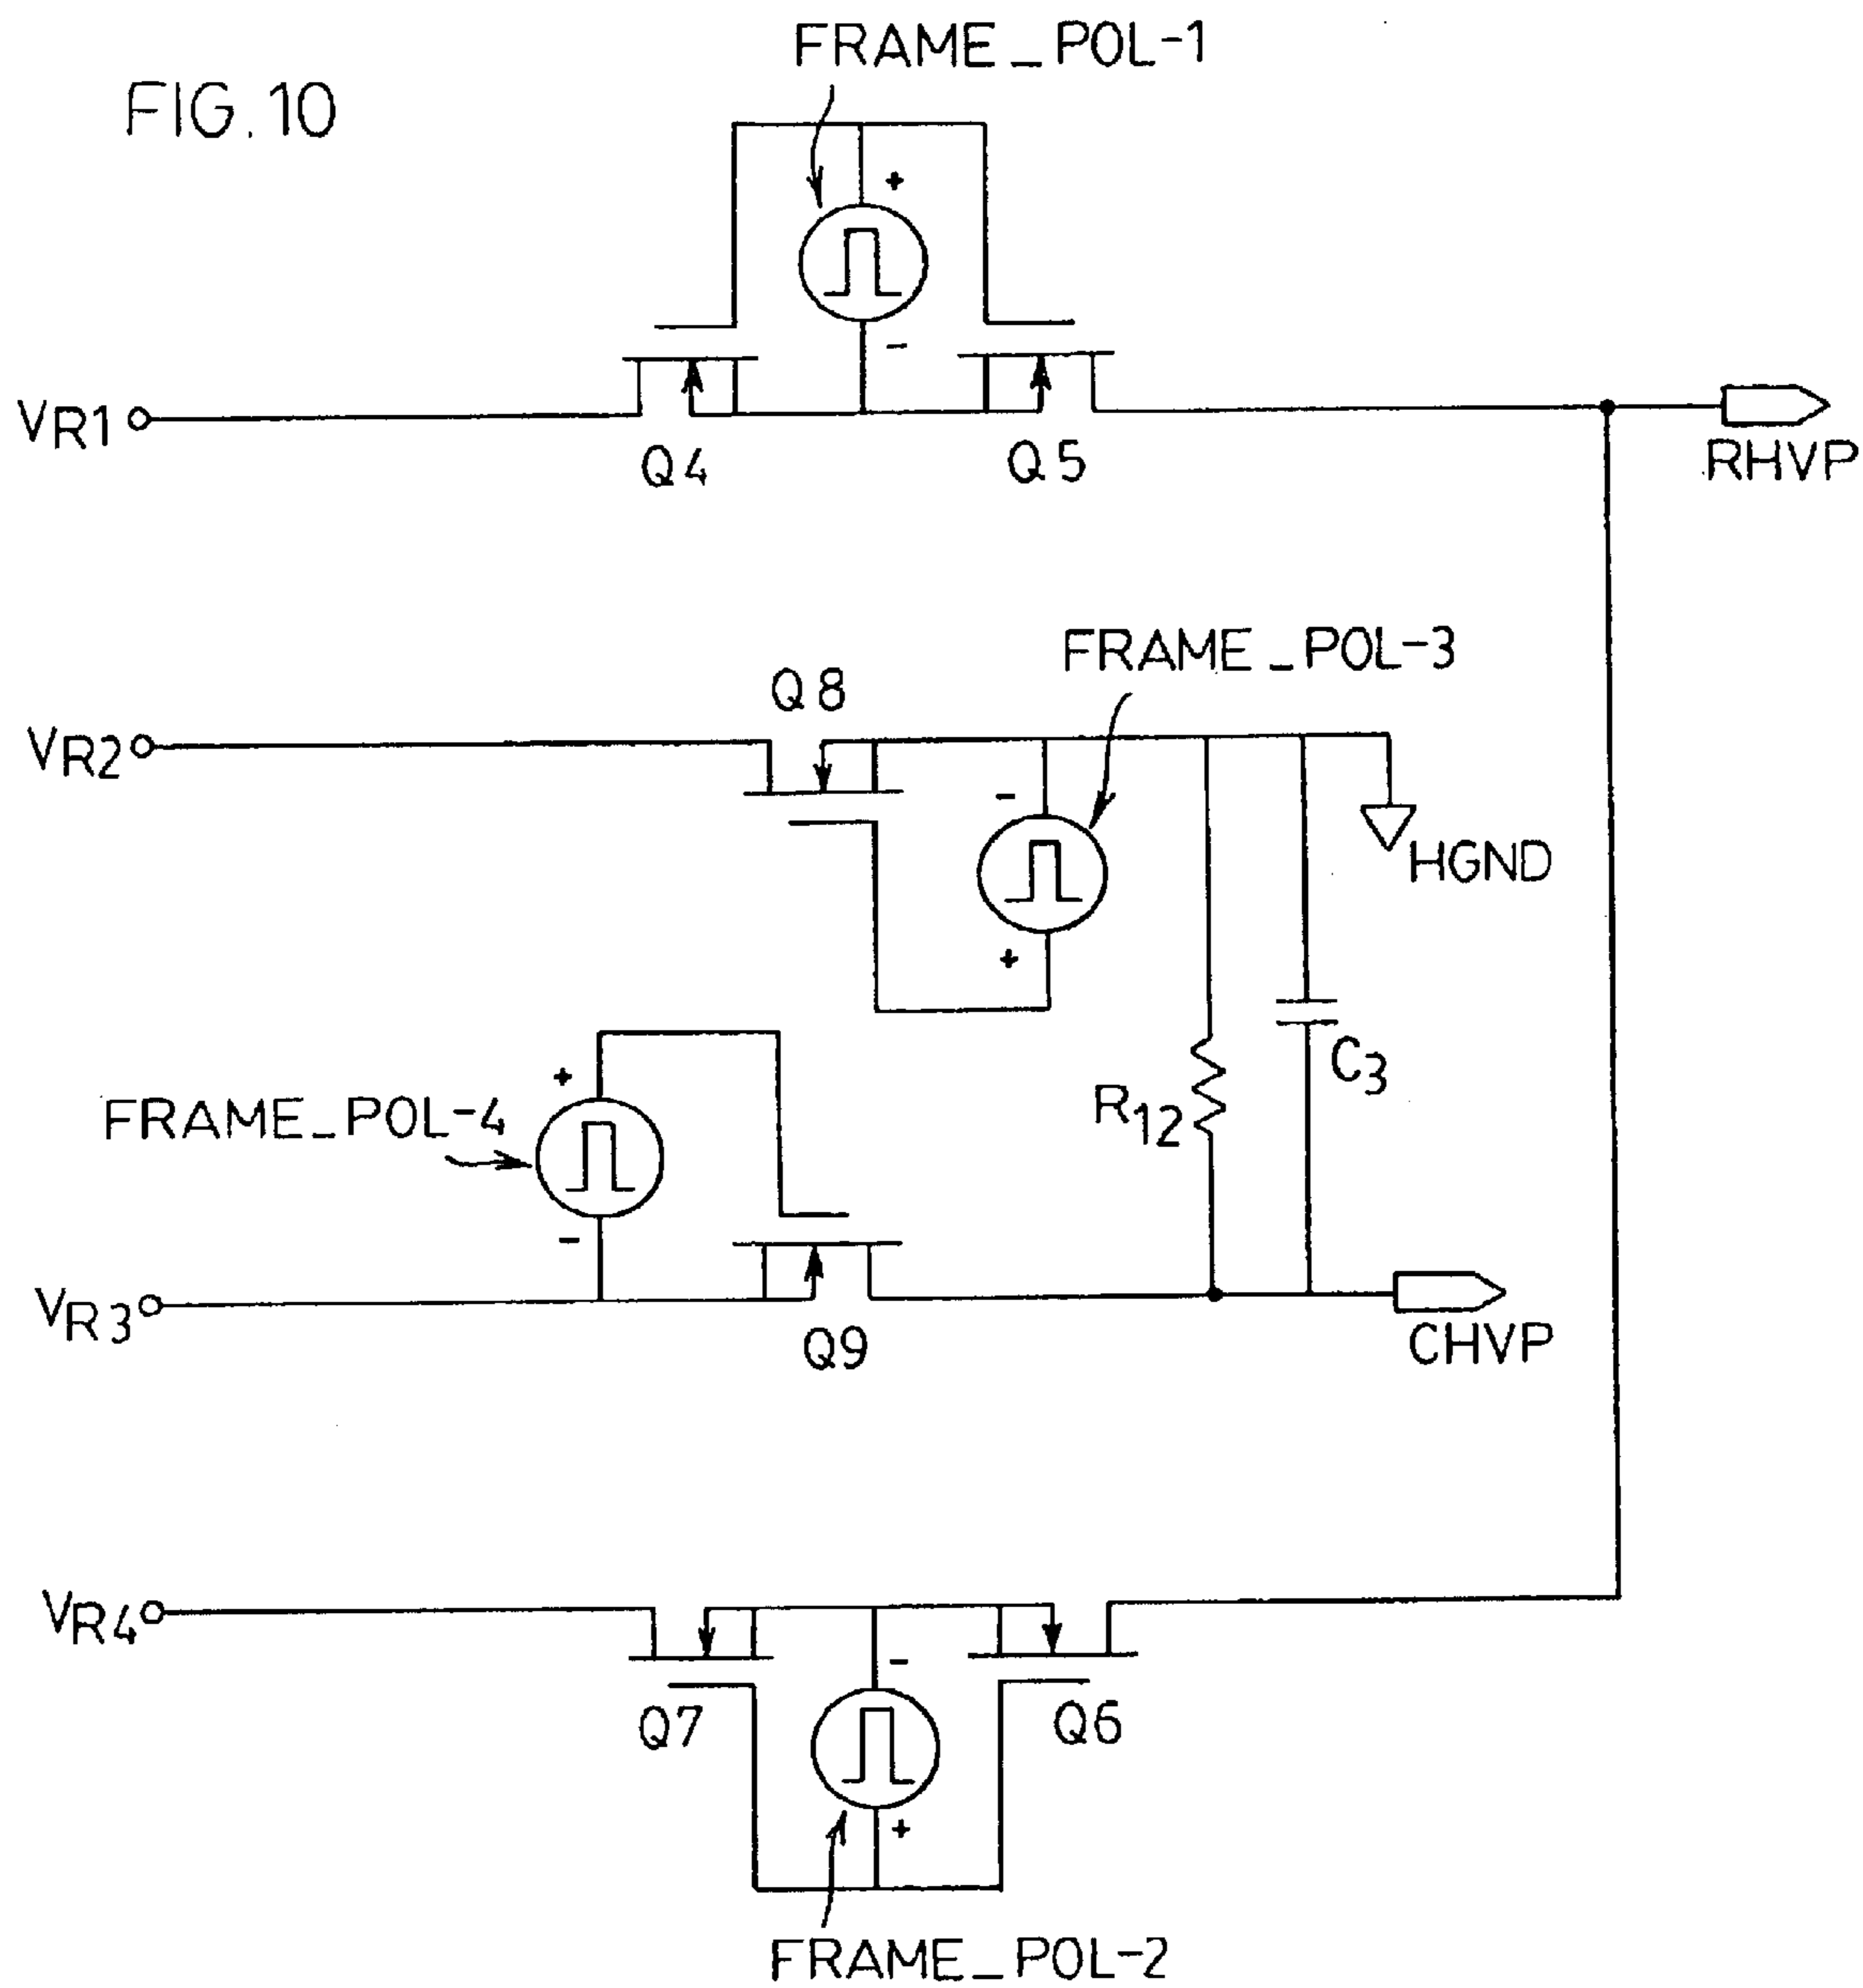 FRAME_POL-1
FIG. 10
+
-
VR1
Q4
Q5
RHVP
FRAME_POL-3
Q8
VR2
-
HGND
+
+
C3
FRAME_POL-4
R12
-
VR3
Q9
CHVP
VR4
-
Q7
Q6
+
FRAME_POL-2